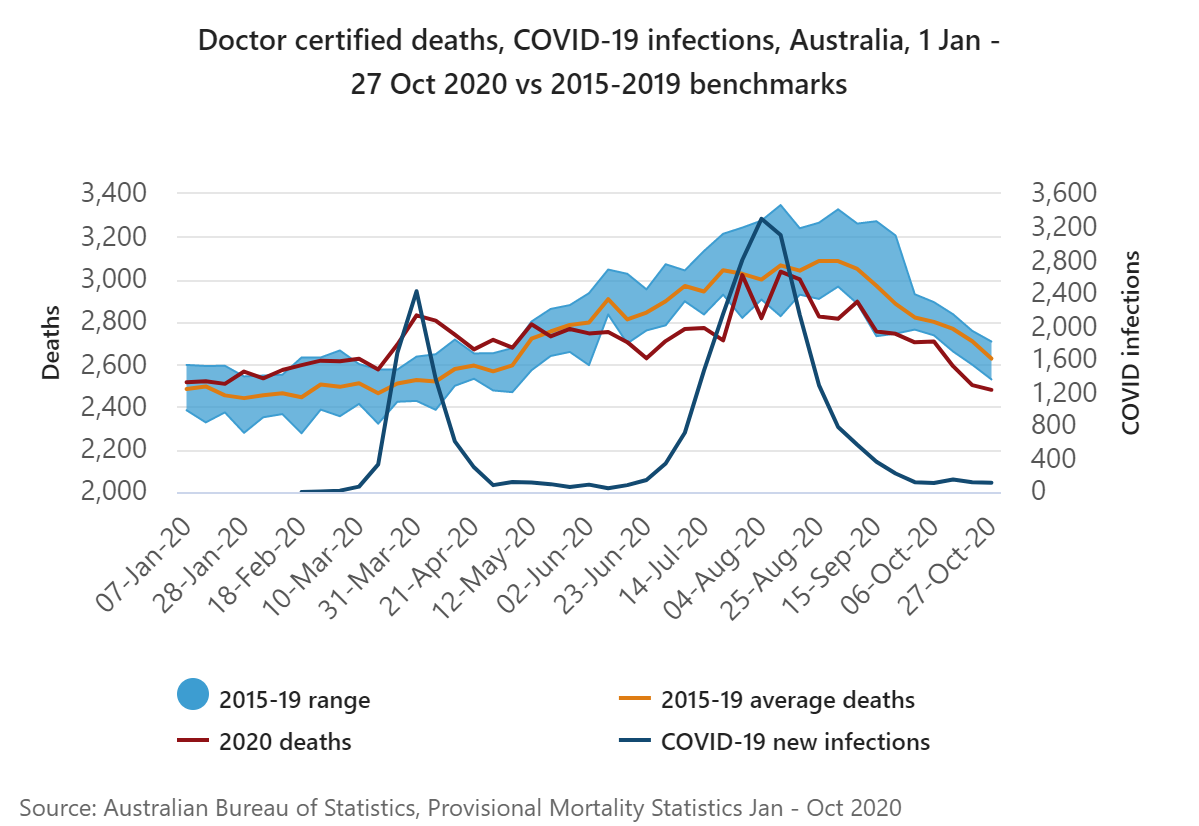 Doctor certified deaths, COVID-19 infections, Australia, 1 Jan -
27 Oct 2020 vs 2015-2019 benchmarks
Deaths
3,400
3,200
3,000
2,800
2,600
2,400
2,200
2,000
3,600
3,200
2,800
2,400
2,000
1,600
1,200
800
400
0
COVID infections
07-Jan-20
28-Jan-20
18-Feb-20
10-Mar-20
31-Mar-20
21-Apr-20
12-May-20
02-Jun-20
23-Jun-20
14-Jul-20
04-Aug-20
25-Aug-20
15-Sep-20
06-Oct-20
27-Oct-20
2015-19 range
2015-19 average deaths
2020 deaths
COVID-19 new infections
Source: Australian Bureau of Statistics, Provisional Mortality Statistics Jan - Oct 2020